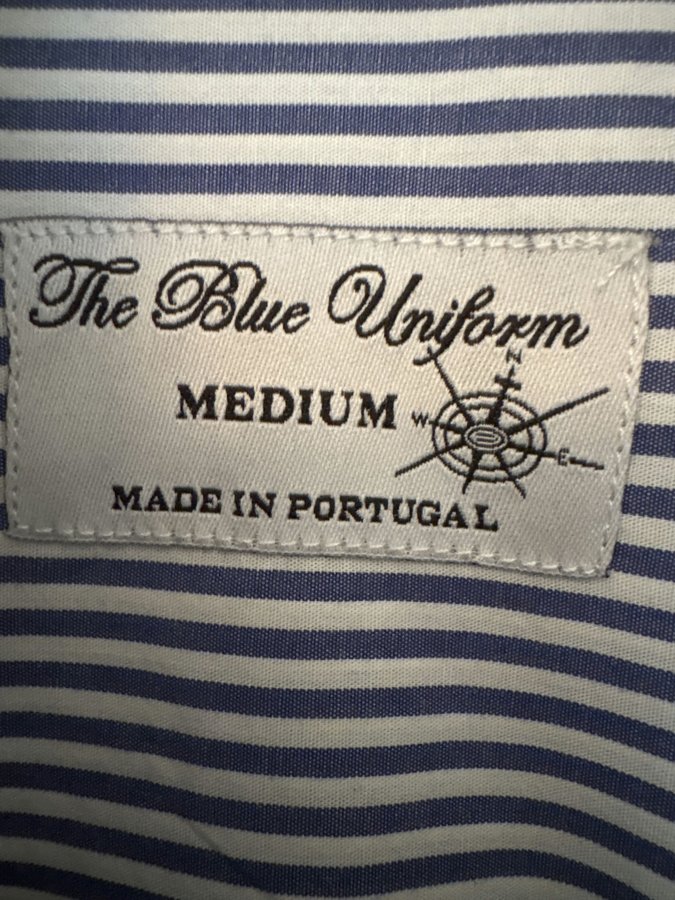 The Blue Uniform
MEDIUM
N
W
E
MADE IN PORTUGAL